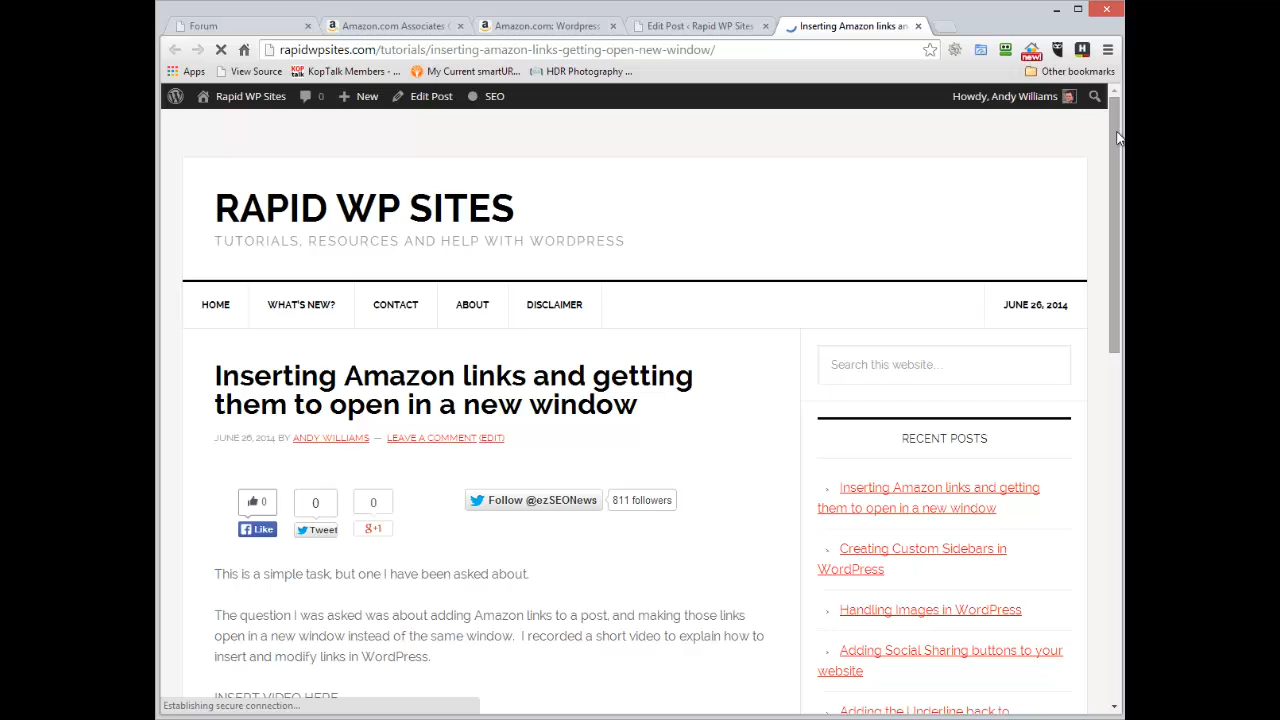 Forum
Amazon.com Associates C
Amazon.com: Wordpress
Edit Post ‹ Rapid WP Sites
Inserting Amazon links an
rapidwpsites.com/tutorials/inserting-amazon-links-getting-open-new-window/
new!
H
Apps
View Source
KOP talk
KopTalk Members - ...
My Current smartUR...
HDR Photography ...
Other bookmarks
Rapid WP Sites
0
New
Edit Post
SEO
Howdy, Andy Williams
RAPID WP SITES
TUTORIALS, RESOURCES AND HELP WITH WORDPRESS
HOME
WHAT'S NEW?
CONTACT
ABOUT
DISCLAIMER
JUNE 26, 2014
Inserting Amazon links and getting
them to open in a new window
JUNE 26, 2014 BY ANDY WILLIAMS — LEAVE A COMMENT (EDIT)
0
0
0
Like
Tweet
g+1
Follow @ezSEONews
811 followers
This is a simple task, but one I have been asked about.
The question I was asked was about adding Amazon links to a post, and making those links
open in a new window instead of the same window. I recorded a short video to explain how to
insert and modify links in WordPress.
INSERT VIDEO HERE
Search this website…
RECENT POSTS
Inserting Amazon links and getting
them to open in a new window
Creating Custom Sidebars in
WordPress
Handling Images in WordPress
Adding Social Sharing buttons to your
website
Adding the Underline back to
Establishing secure connection...